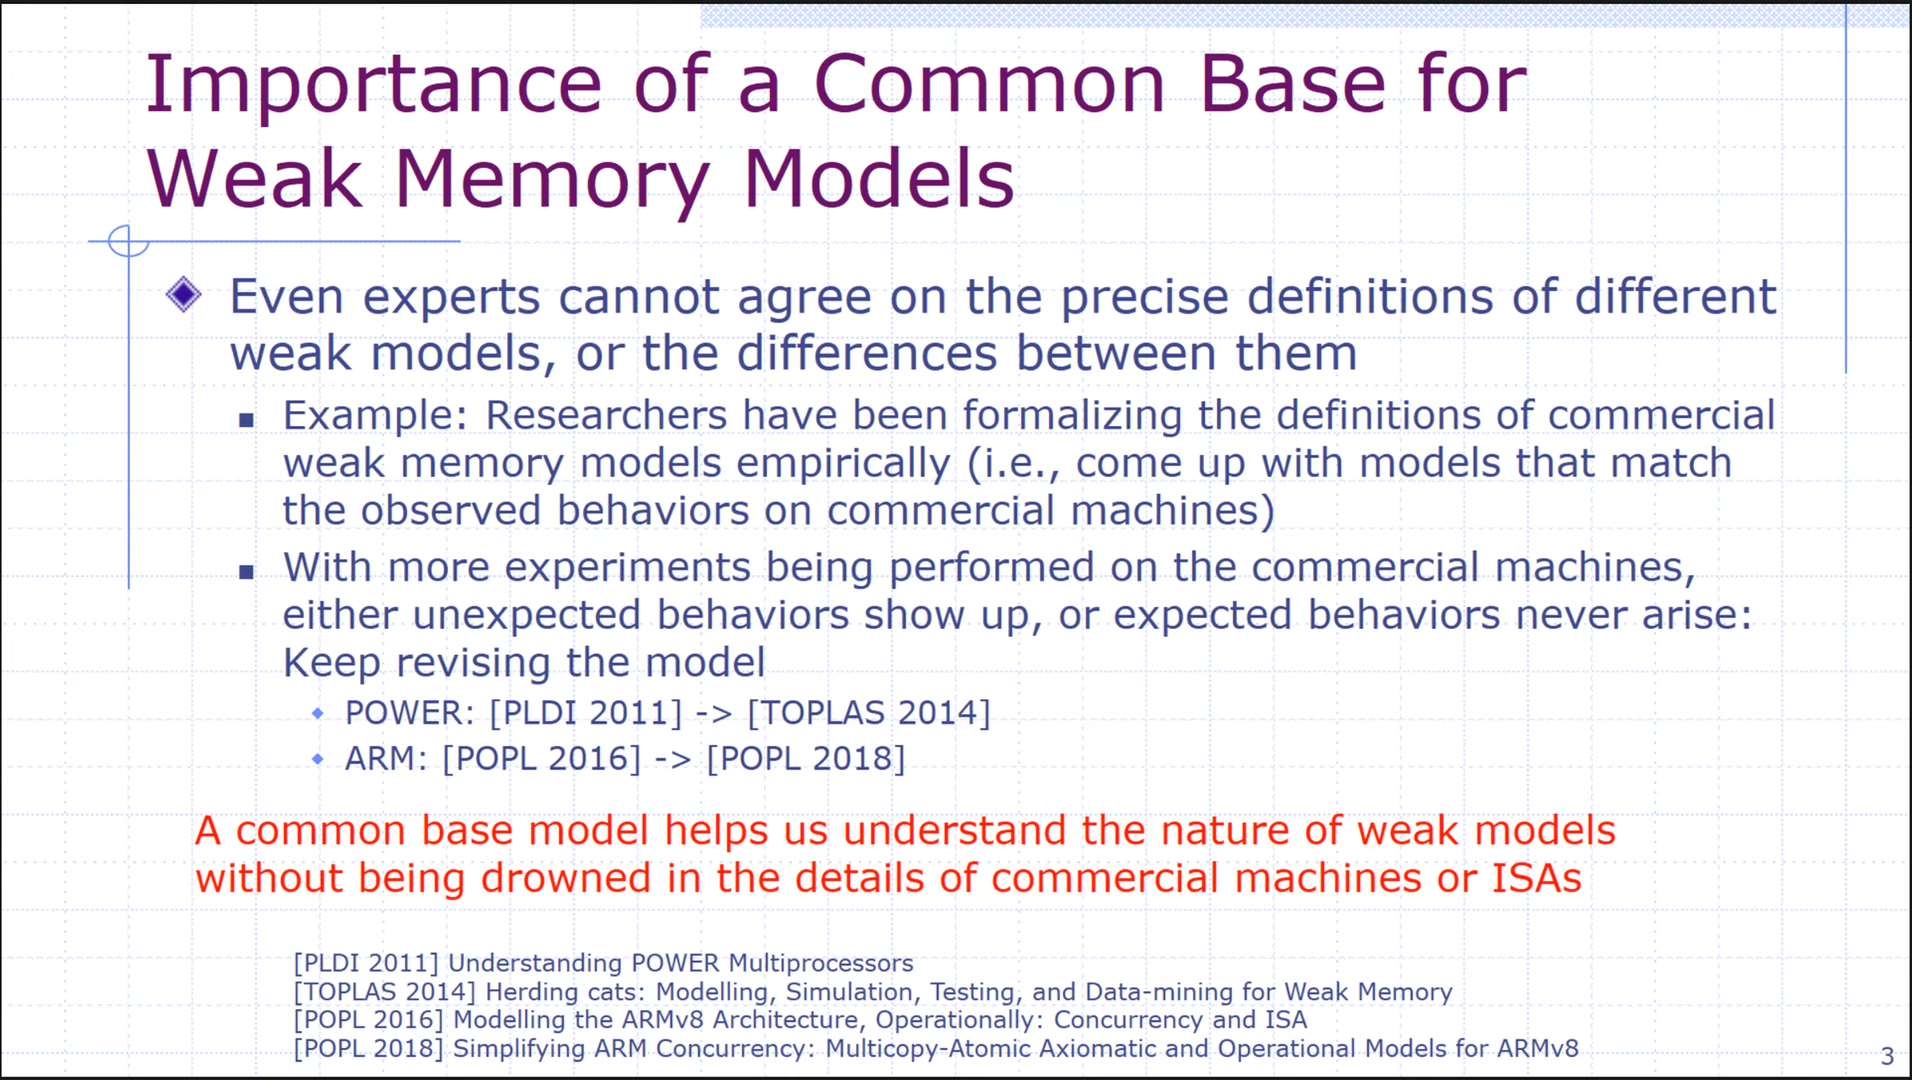 Importance of a Common Base for
Weak Memory Models
Even experts cannot agree on the precise definitions of different
weak models, or the differences between them
Example: Researchers have been formalizing the definitions of commercial
weak memory models empirically (i.e., come up with models that match
the observed behaviors on commercial machines)
With more experiments being performed on the commercial machines,
either unexpected behaviors show up, or expected behaviors never arise:
Keep revising the model
POWER: [PLDI 2011] -> [TOPLAS 2014]
ARM: [POPL 2016] -> [POPL 2018]
A common base model helps us understand the nature of weak models
without being drowned in the details of commercial machines or ISAs
[PLDI 2011] Understanding POWER Multiprocessors
[TOPLAS 2014] Herding cats: Modelling, Simulation, Testing, and Data-mining for Weak Memory
[POPL 2016] Modelling the ARMv8 Architecture, Operationally: Concurrency and ISA
[POPL 2018] Simplifying ARM Concurrency: Multicopy-Atomic Axiomatic and Operational Models for ARMv8
3